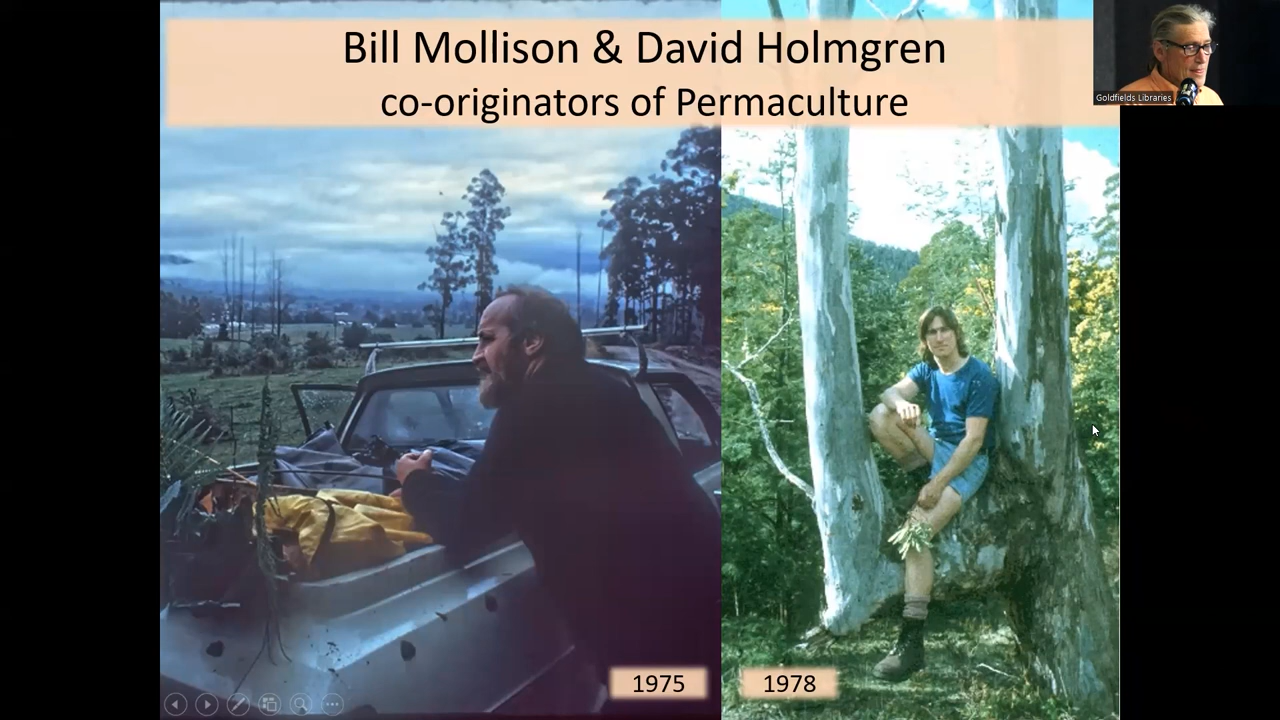 Bill Mollison & David Holmgren
co-originators of Permaculture
Goldfields Libraries
1975
1978